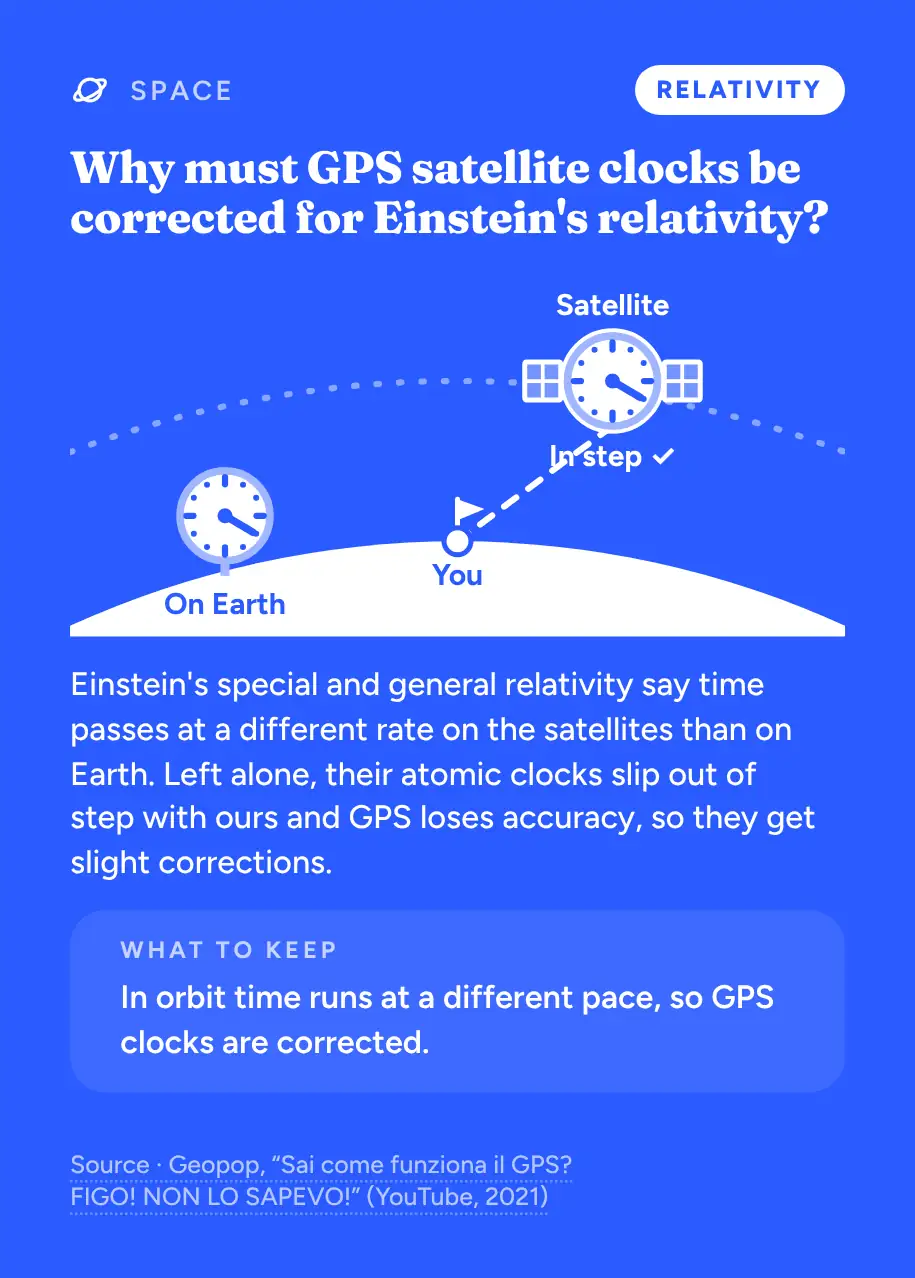 SPACE
RELATIVITY
Why must GPS satellite clocks be
corrected for Einstein's relativity?
Satellite
In step
You
On Earth
Einstein's special and general relativity say time
passes at a different rate on the satellites than on
Earth. Left alone, their atomic clocks slip out of
step with ours and GPS loses accuracy, so they get
slight corrections.
WHAT TO KEEP
In orbit time runs at a different pace, so GPS
clocks are corrected.
Source · Geopop, “Sai come funziona il GPS?
FIGO! NON LO SAPEVO!” (YouTube, 2021)